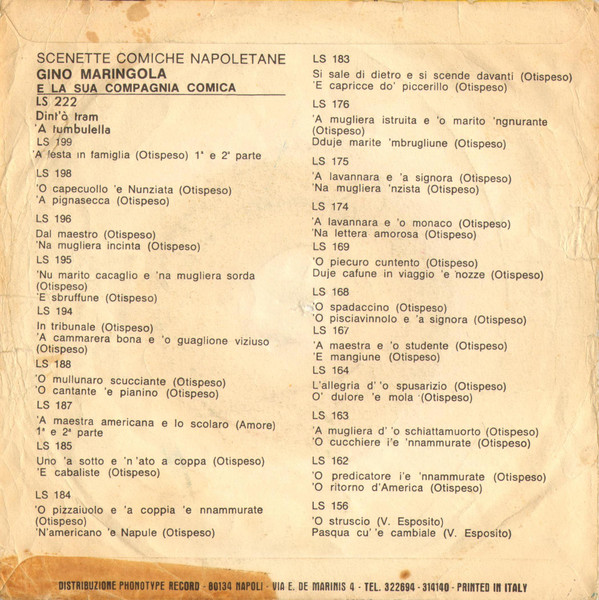 SCENETTE COMICHE NAPOLETANE
GINO MARINGOLA
E LA SUA COMPAGNIA COMICA
LS 222
Dint'ò tram
'A tumbulella
LS 199
'A festa in famiglia (Otispeso) 1ª e 2ª parte
LS 198
'O capecuollo 'e Nunziata (Otispeso)
'A pignasecca (Otispeso)
LS 196
Dal maestro (Otispeso)
'Na mugliera incinta (Otispeso)
LS 195
'Nu marito cacaglio e 'na mugliera sorda
(Otispeso)
'E sbruffune (Otispeso)
LS 194
In tribunale (Otispeso)
'A cammarera bona e 'o guaglione viziuso
(Otispeso)
LS 188
'O mullunaro scucciante (Otispeso)
'O cantante 'e pianino (Otispeso)
LS 187
'A maestra americana e lo scolaro (Amore)
1ª e 2ª parte
LS 185
Uno 'a sotto e 'n'ato a coppa (Otispeso)
'E cabaliste (Otispeso)
LS 184
'O pizzaiuolo e 'a coppia 'e nnammurate
(Otispeso)
'N'americano 'e Napule (Otispeso)
LS 183
Si sale di dietro e si scende davanti (Otispeso)
'E capricce do' piccerillo (Otispeso)
LS 176
'A mugliera istruita e 'o marito 'ngnurante
(Otispeso)
Dduje marite 'mbrugliune (Otispeso)
LS 175
'A lavannara e 'a signora (Otispeso)
'Na mugliera 'nzista (Otispeso)
LS 174
'A lavannara e 'o monaco (Otispeso)
'Na lettera amorosa (Otispeso)
LS 169
'O piecuro cuntento (Otispeso)
Duje cafune in viaggio 'e nozze (Otispeso)
LS 168
'O spadaccino (Otispeso)
'O pisciavinnolo e 'a signora (Otispeso)
LS 167
'A maestra e 'o studente (Otispeso)
'E mangiune (Otispeso)
LS 164
L'allegria d' 'o spusarizio (Otispeso)
O' dulore 'e mola (Otispeso)
LS 163
'A mugliera d' 'o schiattamuorto (Otispeso)
'O cucchiere i'e 'nnammurate (Otispeso)
LS 162
'O predicatore i'e 'nnammurate (Otispeso)
'O ritorno d'America (Otispeso)
LS 156
'O struscio (V. Esposito)
Pasqua cu' 'e cambiale (V. Esposito)
DISTRIBUZIONE PHONOTYPE RECORD - 80134 NAPOLI - VIA E. DE MARINIS 4 - TEL. 322694 - 314140 - PRINTED IN ITALY